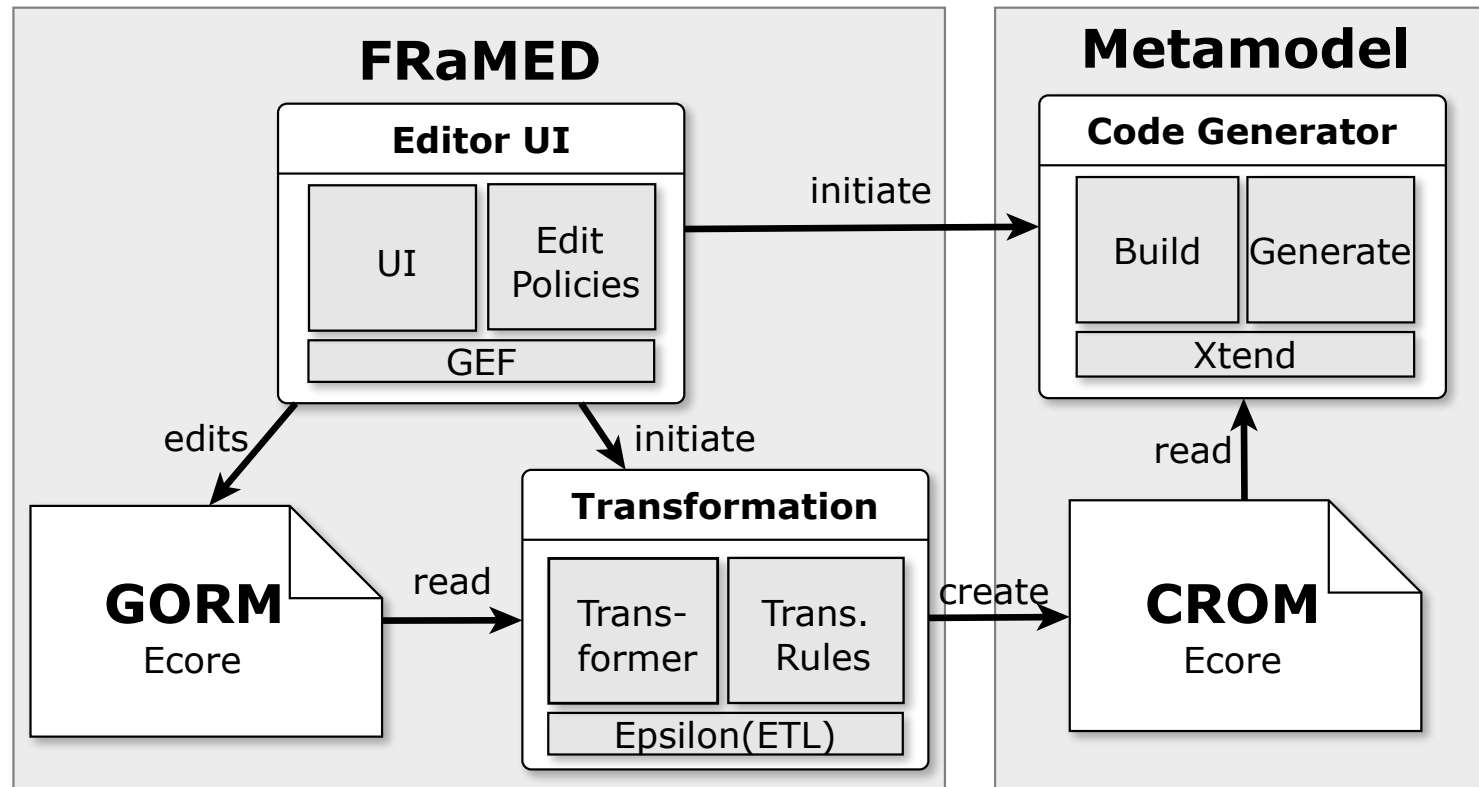 FRaMED
Metamodel
Editor UI
Code Generator
UI
Edit
Policies
GEF
initiate
Build
Generate
Xtend
edits
initiate
read
Transformation
GORM
Ecore
read
Trans-
former
Trans.
Rules
Epsilon(ETL)
create
CROM
Ecore